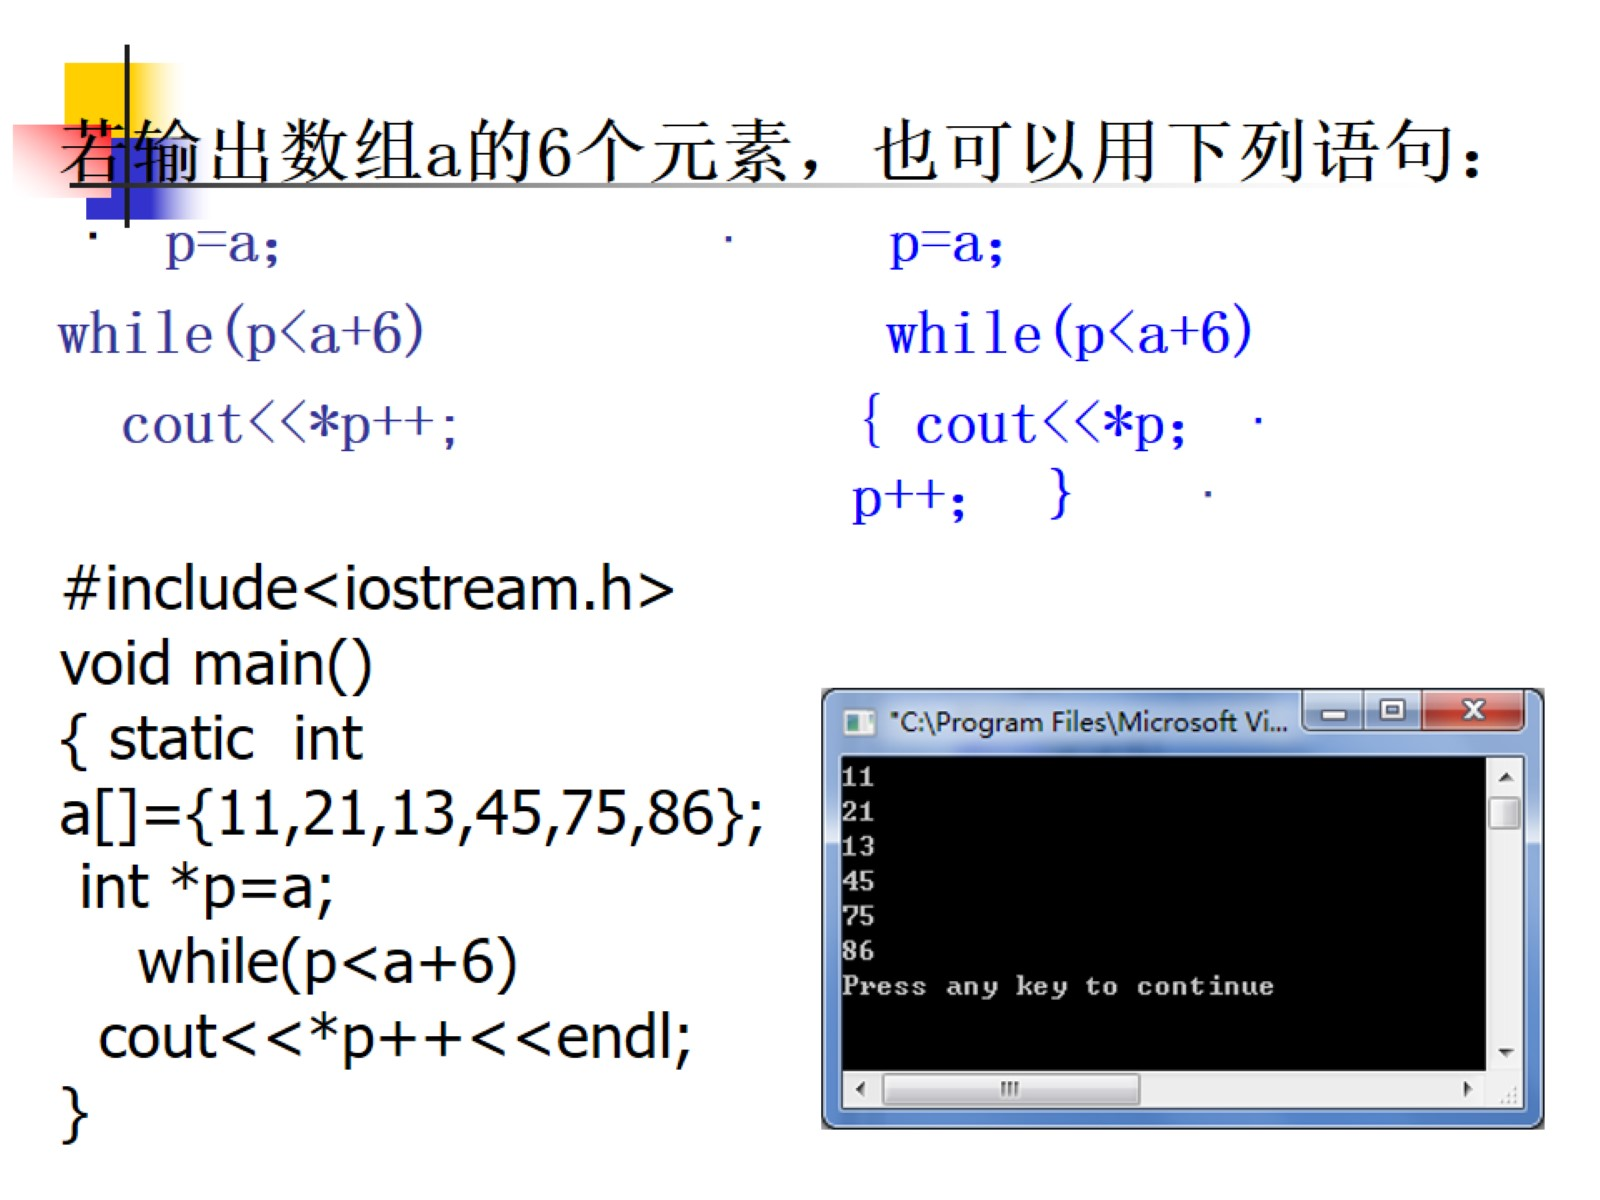 若输出数组a的6个元素，也可以用下列语句：
p=a；
while(p<a+6)
cout<<*p++;
p=a；
while(p<a+6)
{ cout<<*p；
p++； }
#include<iostream.h>
void main()
{ static  int
a[]={11,21,13,45,75,86};
int *p=a;
while(p<a+6)
cout<<*p++<<endl;
}
"C:\Program Files\Microsoft Vi...
11
21
13
45
75
86
Press any key to continue